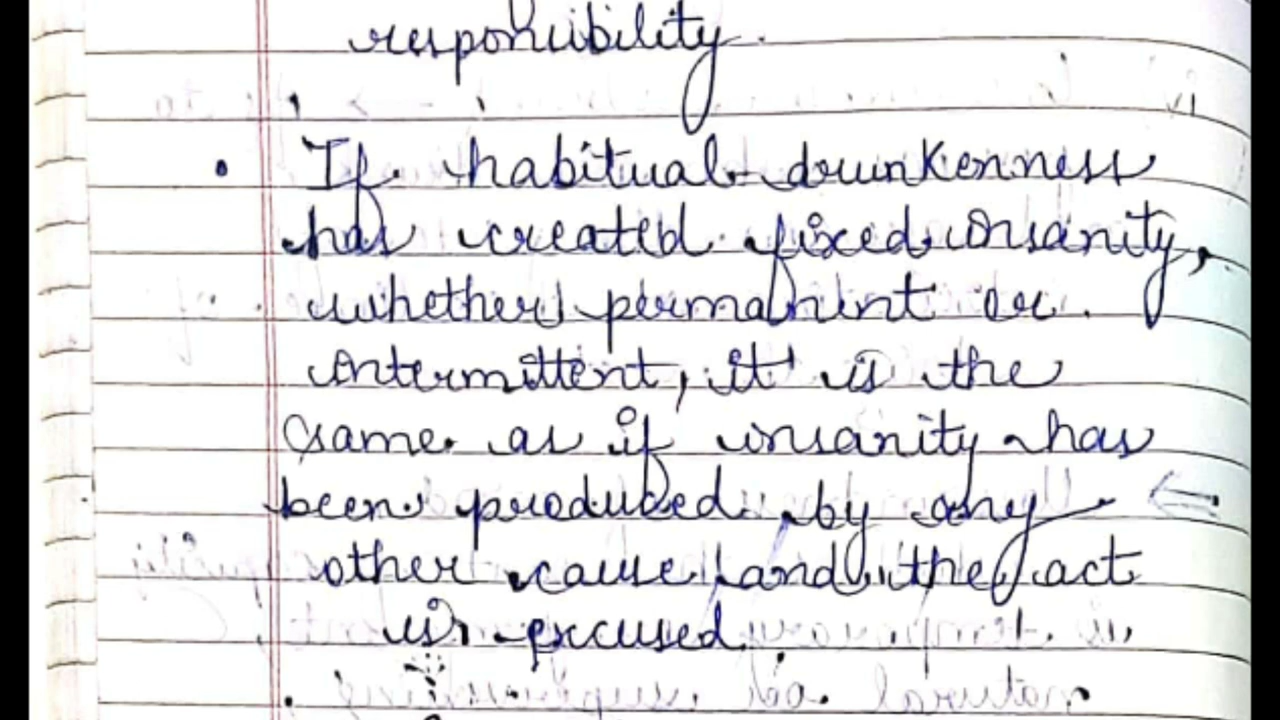 responsibility.
• If habitual drunkenness
has created fixed insanity,
whether permanent or
intermittent, it is the
same as if insanity has
been produced by any
other cause and the act
is excused.